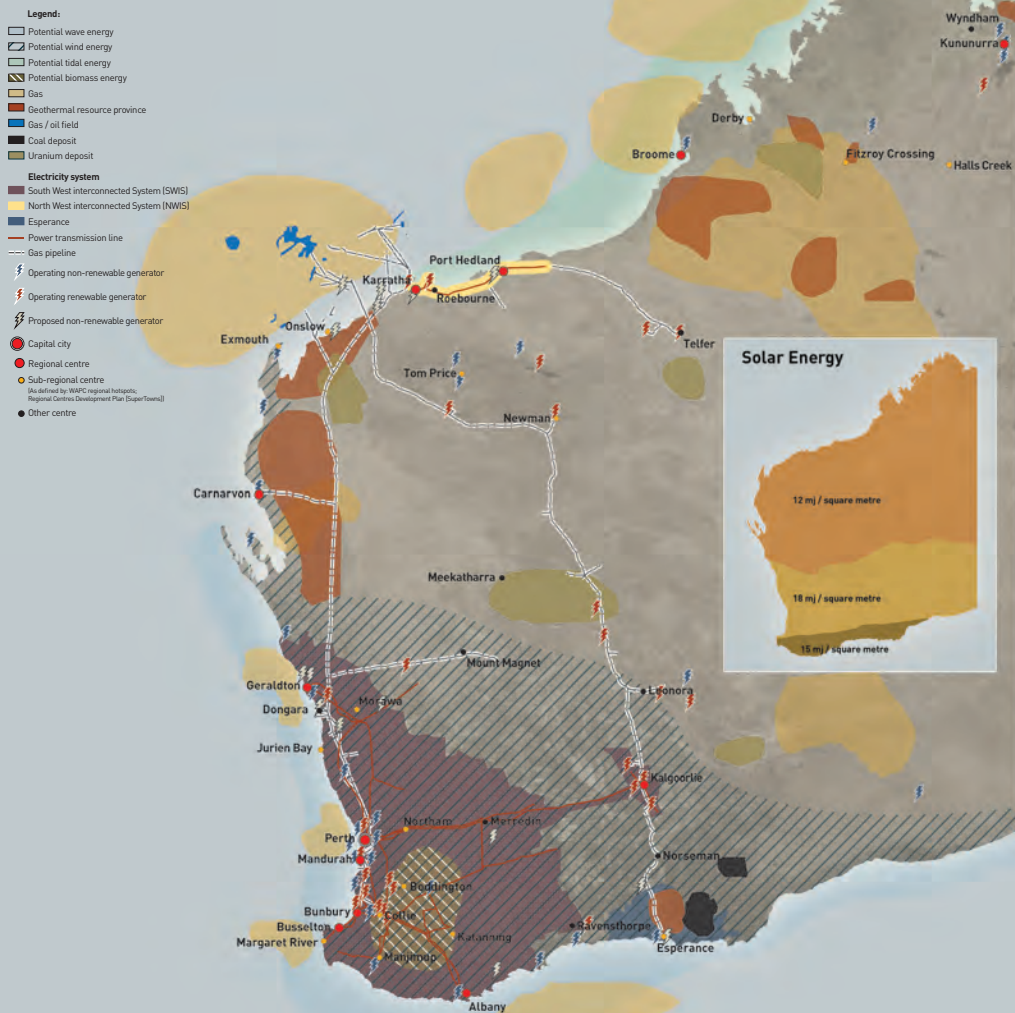 Legend:
Potential wave energy
Potential wind energy
Potential tidal energy
Potential biomass energy
Gas
Geothermal resource province
Gas / oil field
Coal deposit
Uranium deposit
Electricity system
South West interconnected System (SWIS)
North West interconnected System (NWIS)
Esperance
Power transmission line
Gas pipeline
Operating non-renewable generator
Operating renewable generator
Proposed non-renewable generator
Capital city
Regional centre
Sub-regional centre
(As defined by: WAPC regional hotspots;
Regional Centres Development Plan (SuperTowns))
Other centre
Wyndham
Kununurra
Derby
Broome
Fitzroy Crossing
Halls Creek
Port Hedland
Karratha
Roebourne
Onslow
Exmouth
Telfer
Tom Price
Newman
Solar Energy
12 mj / square metre
18 mj / square metre
15 mj / square metre
Carnarvon
Meekatharra
Mount Magnet
Geraldton
Leonora
Morawa
Dongara
Jurien Bay
Kalgoorlie
Northam
Merredin
Perth
Mandurah
Norseman
Boddington
Bunbury
Collie
Busselton
Ravensthorpe
Margaret River
Katanning
Esperance
Manjimup
Albany